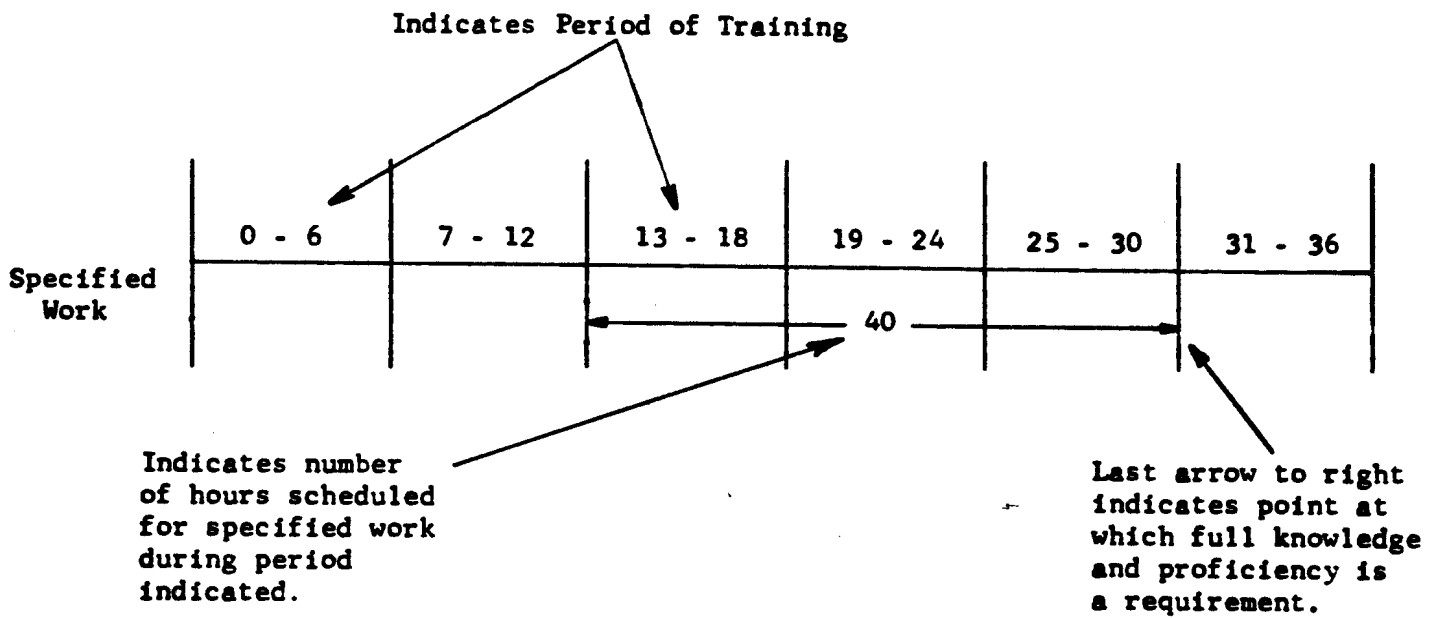 Indicates Period of Training
0 - 6
7 - 12
13 - 18
19 - 24
25 - 30
31 - 36
Specified
Work
40
Indicates number
of hours scheduled
for specified work
during period
indicated.
Last arrow to right
indicates point at
which full knowledge
and proficiency is
a requirement.